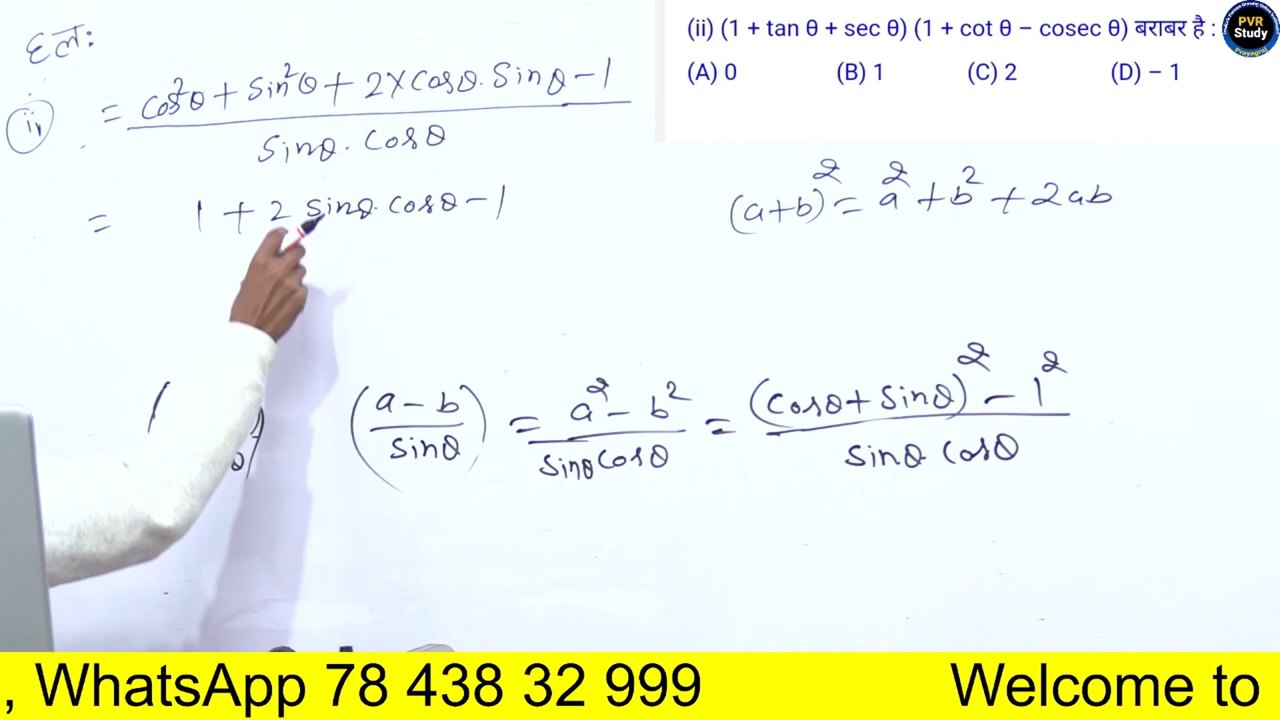 (ii) (1 + tan θ + sec θ) (1 + cot θ − cosec θ) बराबर है :
(A) 0 (B) 1 (C) 2 (D) − 1
PVR
Study
Prayagraj
हल:
ii)
= cos²θ + sin²θ + 2×cosθ.sinθ − 1
sinθ.cosθ
= 1 + 2 sinθ.cosθ − 1
(a+b)² = a² + b² + 2ab
(a − b / sinθ) = a² − b² / sinθ cosθ = (cosθ + sinθ)² − 1² / sinθ cosθ
, WhatsApp 78 438 32 999 Welcome to